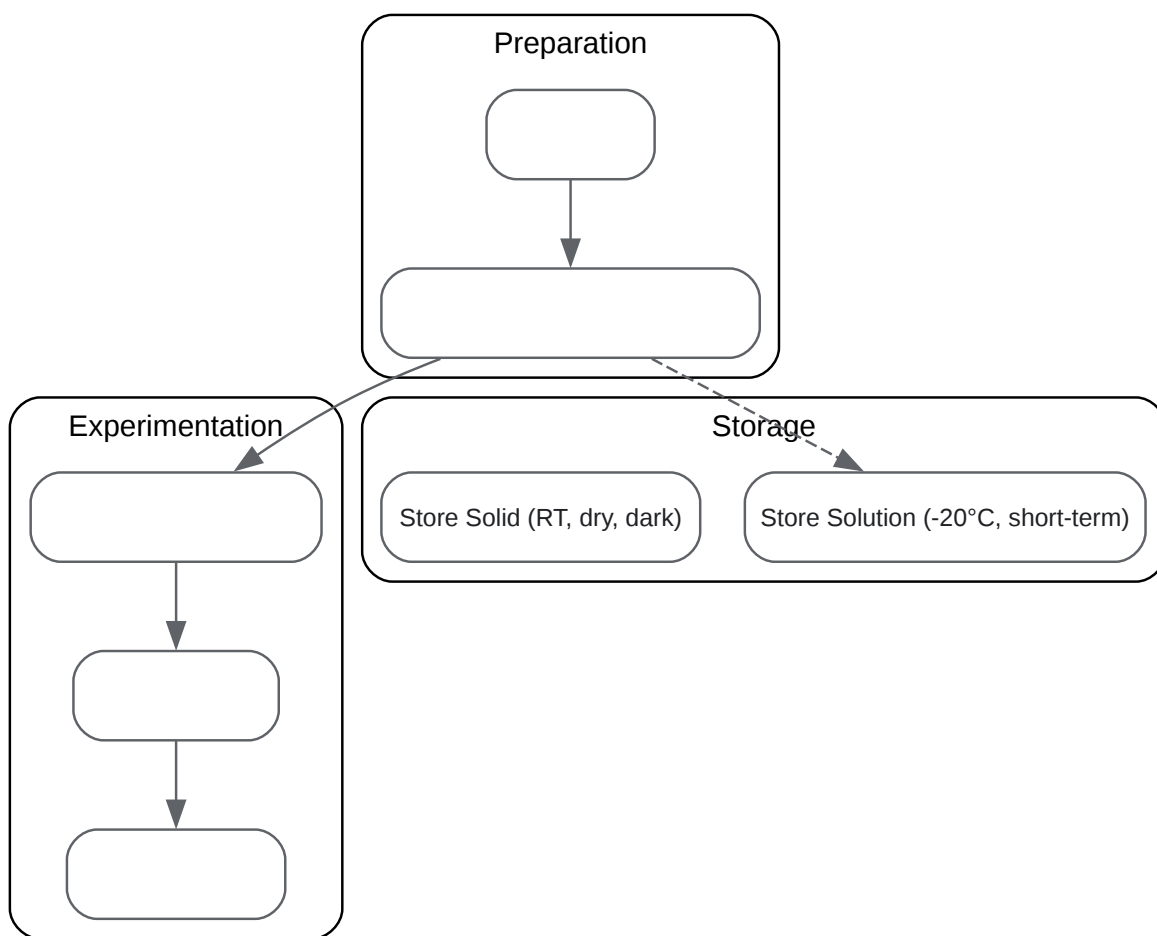 Preparation
Experimentation
Storage
Store Solid (RT, dry, dark)
Store Solution (-20°C, short-term)